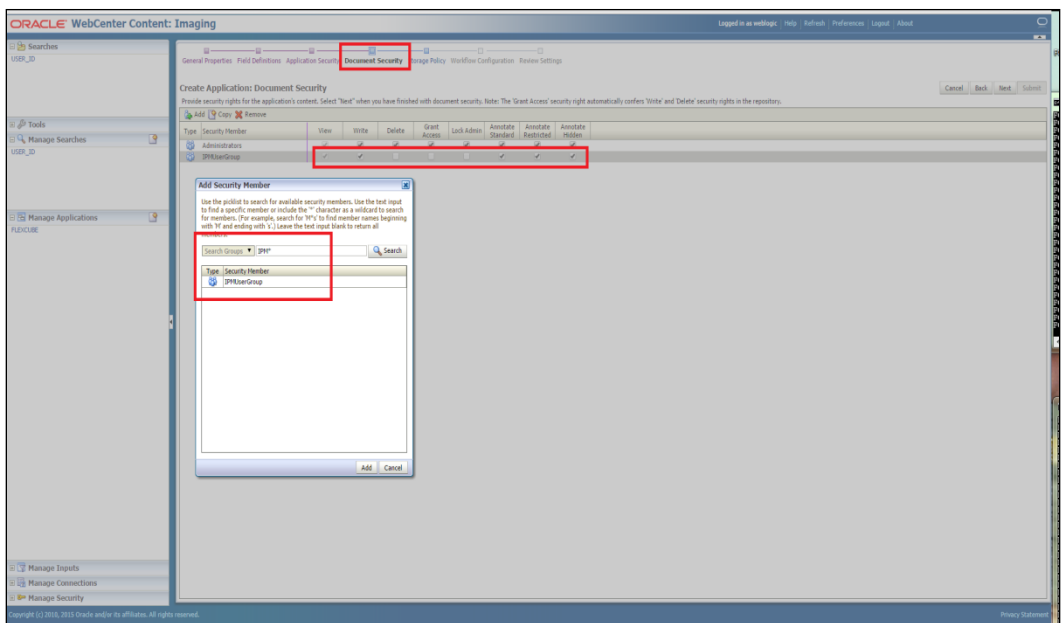 ORACLE WebCenter Content: Imaging
Logged in as weblogic Help Refresh Preferences Logout About
Searches
USER_ID
Tools
Manage Searches
USER_ID
Manage Applications
FLEXCUBE
Manage Inputs
Manage Connections
Manage Security
General Properties Field Definitions Application Security Document Security Storage Policy Workflow Configuration Review Settings
Create Application: Document Security
Cancel Back Next Submit
Provide security rights for the application's content. Select "Next" when you have finished with document security. Note: The 'Grant Access' security right automatically confers 'Write' and 'Delete' security rights in the repository.
Add Copy Remove
Type Security Member View Write Delete Grant Access Lock Admin Annotate Standard Annotate Restricted Annotate Hidden
Administrators
IPMUserGroup
Add Security Member
Use the picklist to search for available security members. Use the text input
to find a specific member or include the '*' character as a wildcard to search
for members. (For example, search for 'M*s' to find member names beginning
with 'M' and ending with 's'.) Leave the text input blank to return all
members.
Search Groups IPM* Search
Type Security Member
IPMUserGroup
Add Cancel
Copyright (c) 2010, 2015 Oracle and/or its affiliates. All rights reserved.
Privacy Statement